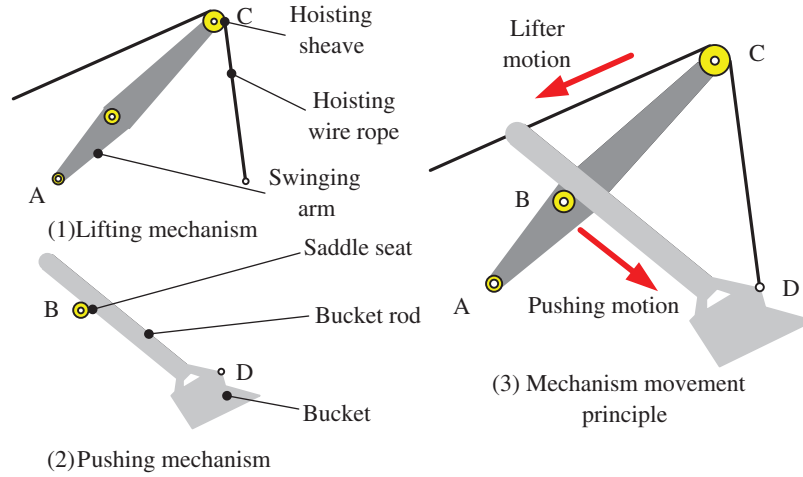 C
Hoisting
sheave
Hoisting
wire rope
Swinging
arm
A
(1)Lifting mechanism
Saddle seat
B
Bucket rod
D
Bucket
(2)Pushing mechanism
Lifter
motion
C
B
A
D
Pushing motion
(3) Mechanism movement
principle